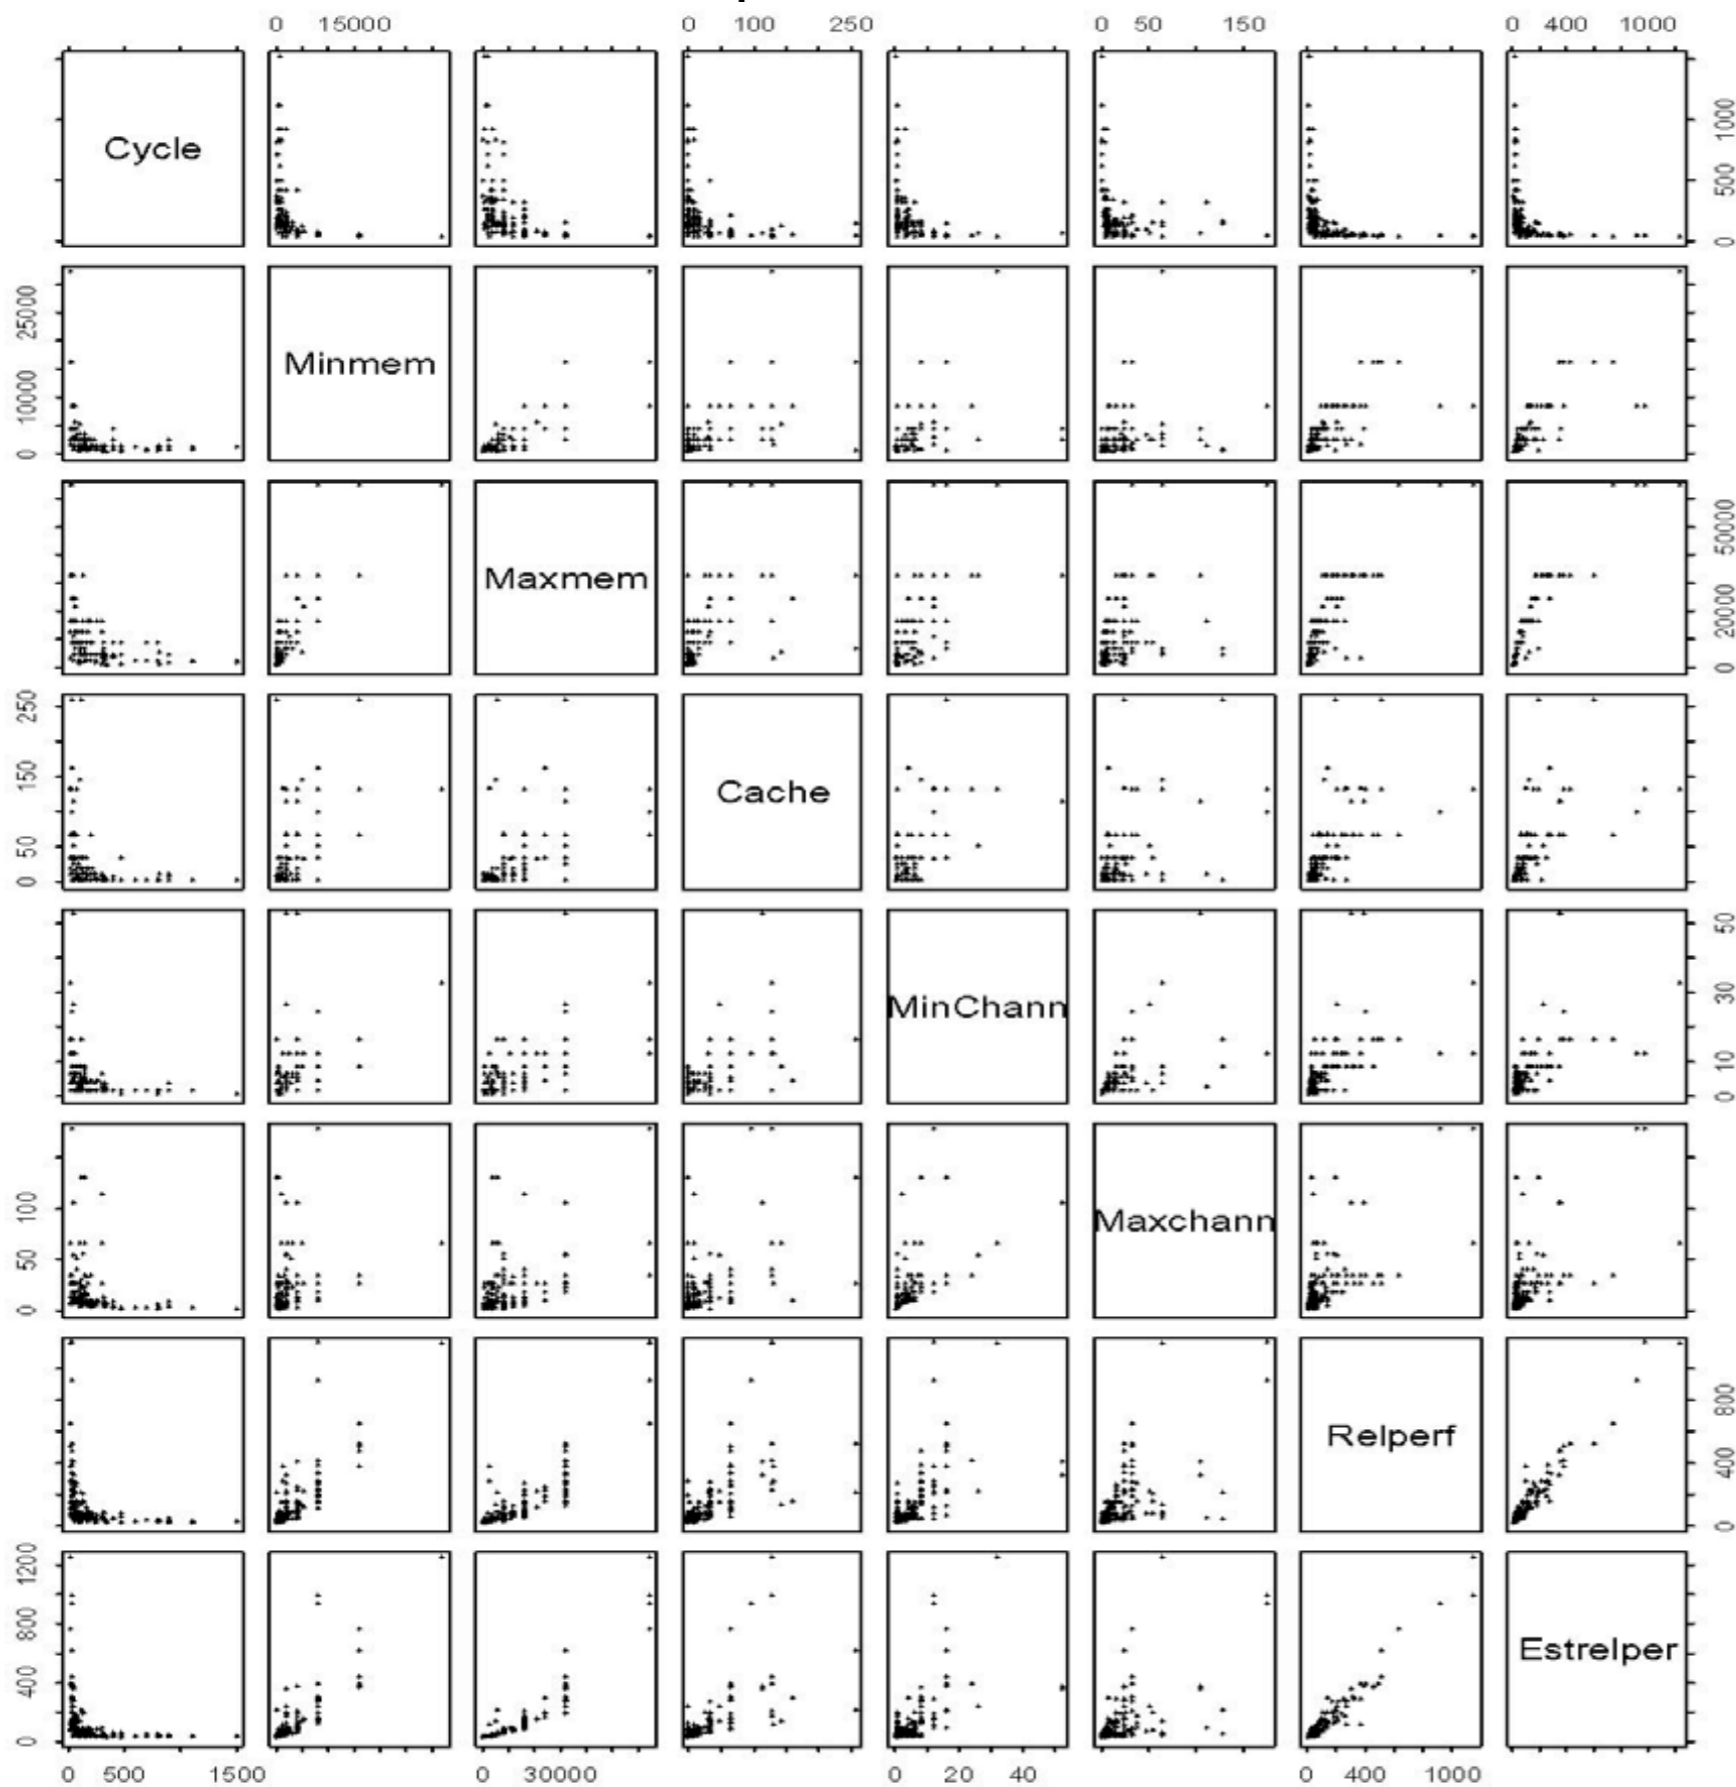 0 15000 0 100 250 0 50 150 0 400 1000
Cycle
0 500 1000
0 10000 25000
Minmem
Maxmem
0 20000 50000
0 50 150 250
Cache
MinChann
0 10 30 50
0 50 100
Maxchann
Relperf
0 400 800
0 400 800 1200
Estrelper
0 500 1500 0 30000 0 20 40 0 400 1000